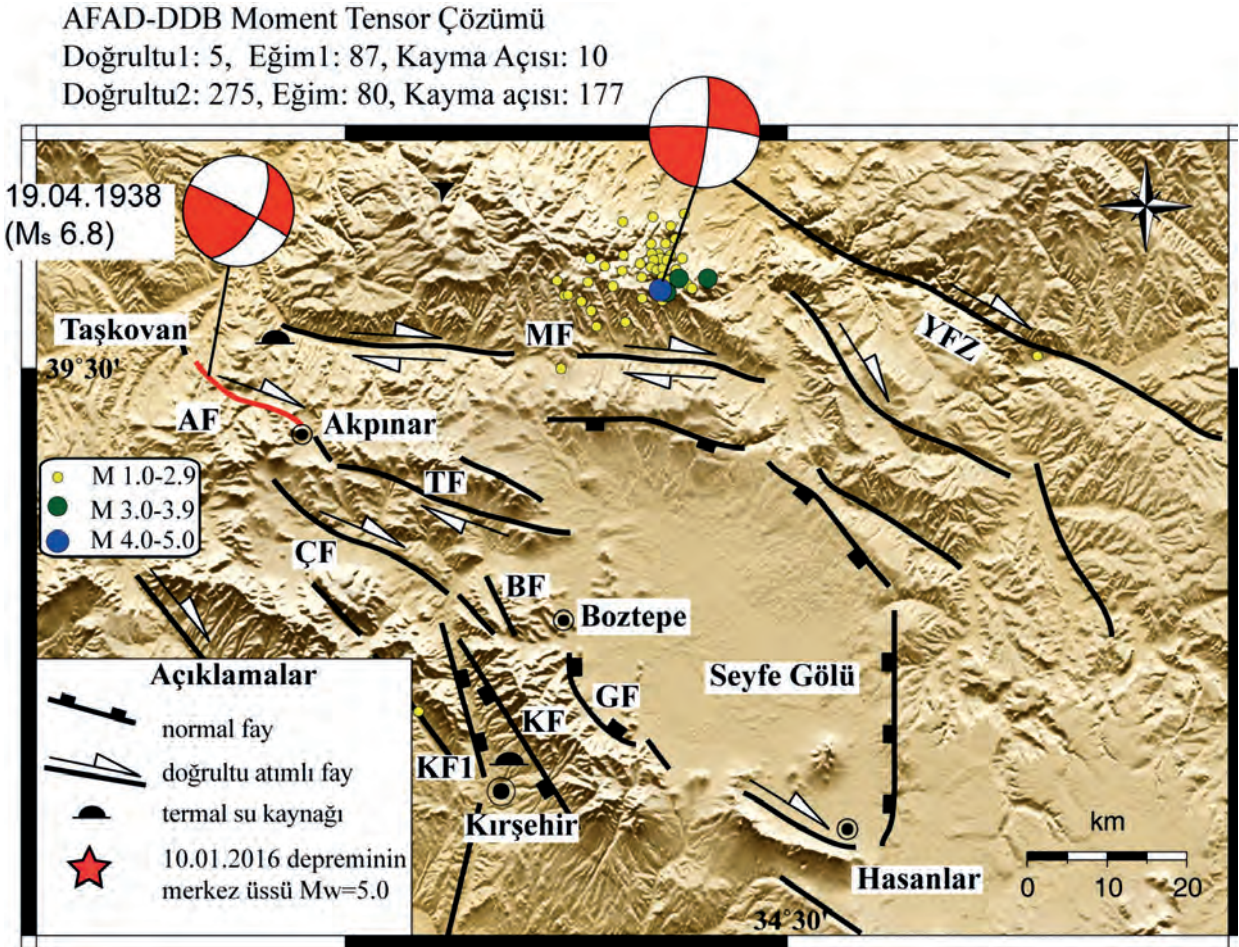 AFAD-DDB Moment Tensor Çözümü
Doğrultu1: 5, Eğim1: 87, Kayma Açısı: 10
Doğrultu2: 275, Eğim: 80, Kayma açısı: 177
19.04.1938
(Ms 6.8)
Taşkovan
39°30'
MF
YFZ
AF
Akpınar
M 1.0-2.9
M 3.0-3.9
M 4.0-5.0
TF
ÇF
BF
Boztepe
Seyfe Gölü
GF
KF
KF1
Kırşehir
Hasanlar
34°30'
km
0 10 20
Açıklamalar
normal fay
doğrultu atımlı fay
termal su kaynağı
10.01.2016 depreminin
merkez üssü Mw=5.0